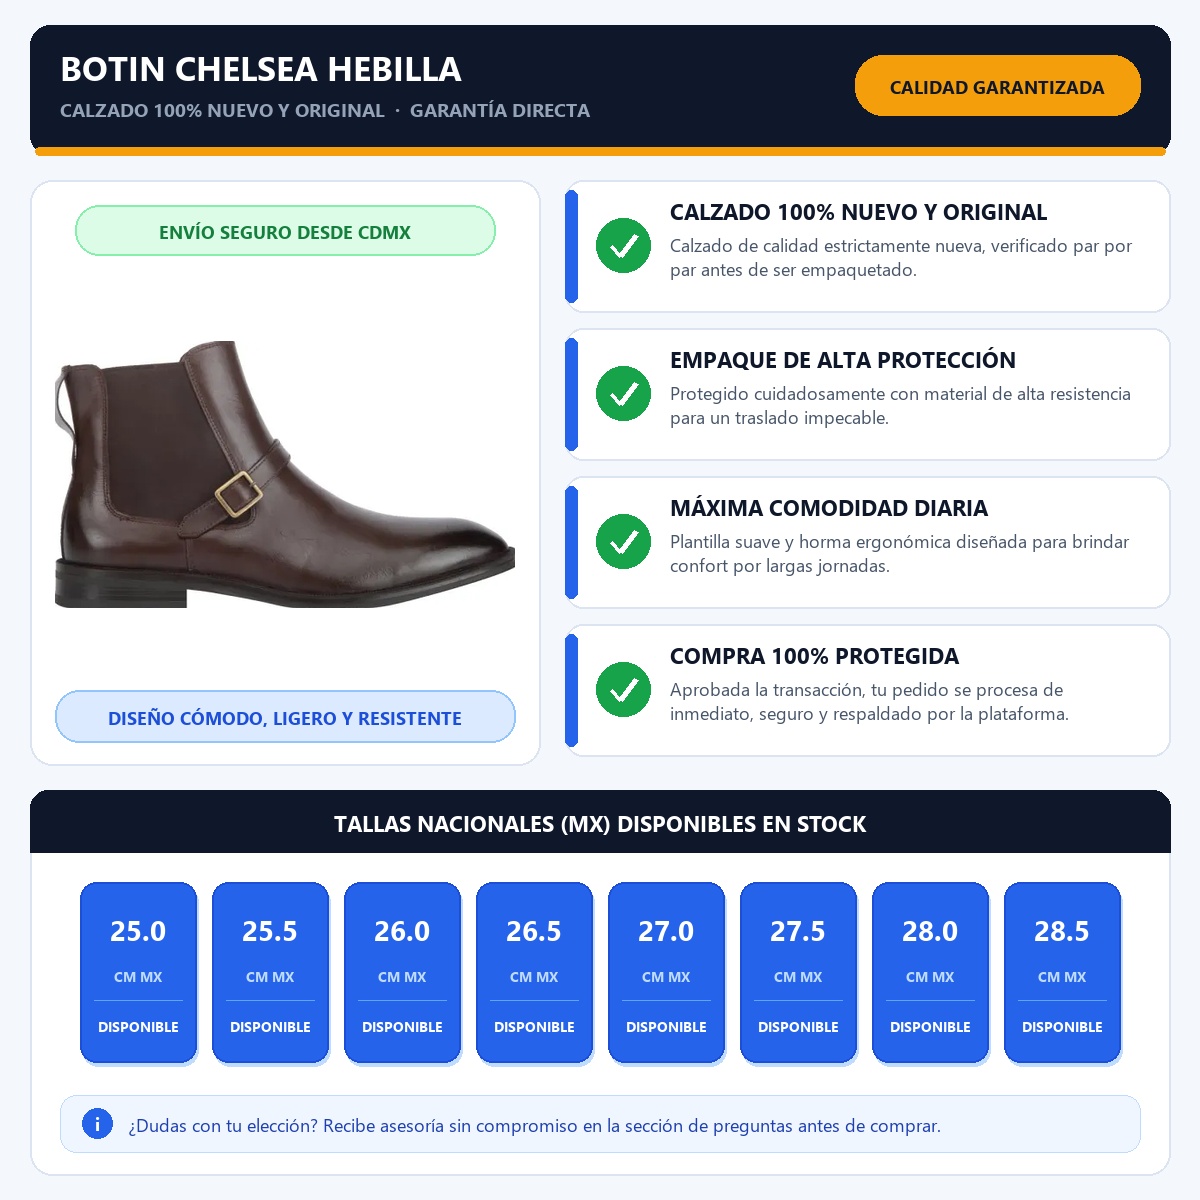 BOTIN CHELSEA HEBILLA
CALZADO 100% NUEVO Y ORIGINAL · GARANTÍA DIRECTA
CALIDAD GARANTIZADA
ENVÍO SEGURO DESDE CDMX
DISEÑO CÓMODO, LIGERO Y RESISTENTE
CALZADO 100% NUEVO Y ORIGINAL
Calzado de calidad estrictamente nueva, verificado par por
par antes de ser empaquetado.
EMPAQUE DE ALTA PROTECCIÓN
Protegido cuidadosamente con material de alta resistencia
para un traslado impecable.
MÁXIMA COMODIDAD DIARIA
Plantilla suave y horma ergonómica diseñada para brindar
confort por largas jornadas.
COMPRA 100% PROTEGIDA
Aprobada la transacción, tu pedido se procesa de
inmediato, seguro y respaldado por la plataforma.
TALLAS NACIONALES (MX) DISPONIBLES EN STOCK
25.0 25.5 26.0 26.5 27.0 27.5 28.0 28.5
CM MX CM MX CM MX CM MX CM MX CM MX CM MX CM MX
DISPONIBLE DISPONIBLE DISPONIBLE DISPONIBLE DISPONIBLE DISPONIBLE DISPONIBLE DISPONIBLE
¿Dudas con tu elección? Recibe asesoría sin compromiso en la sección de preguntas antes de comprar.